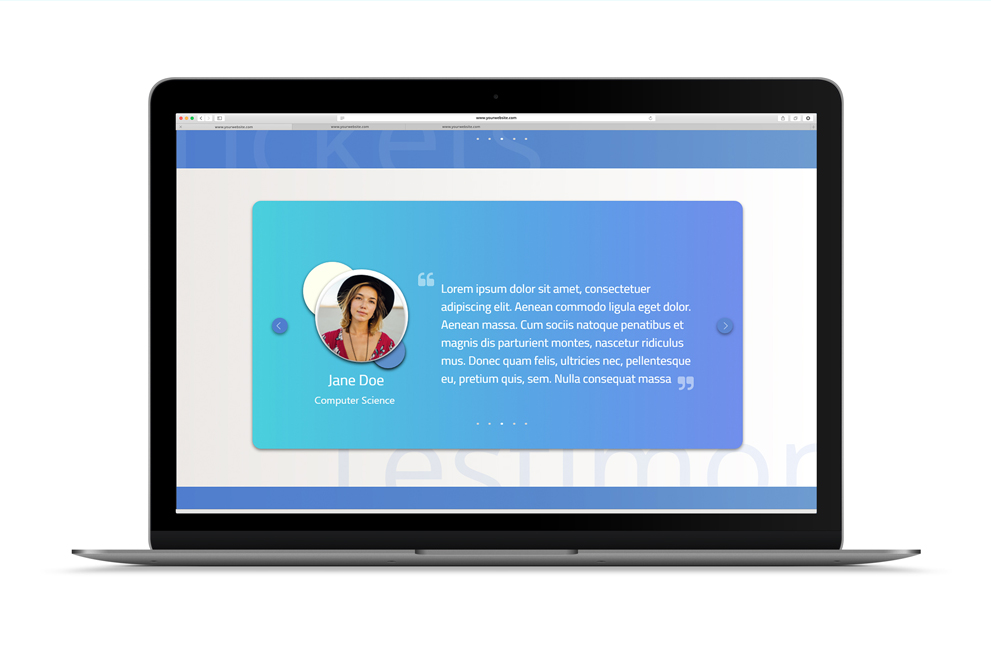 www.yourwebsite.com
www.yourwebsite.com www.yourwebsite.com www.yourwebsite.com
ickers
“
Lorem ipsum dolor sit amet, consectetuer
adipiscing elit. Aenean commodo ligula eget dolor.
Aenean massa. Cum sociis natoque penatibus et
magnis dis parturient montes, nascetur ridiculus
mus. Donec quam felis, ultricies nec, pellentesque
eu, pretium quis, sem. Nulla consequat massa ”
Jane Doe
Computer Science
Testimon